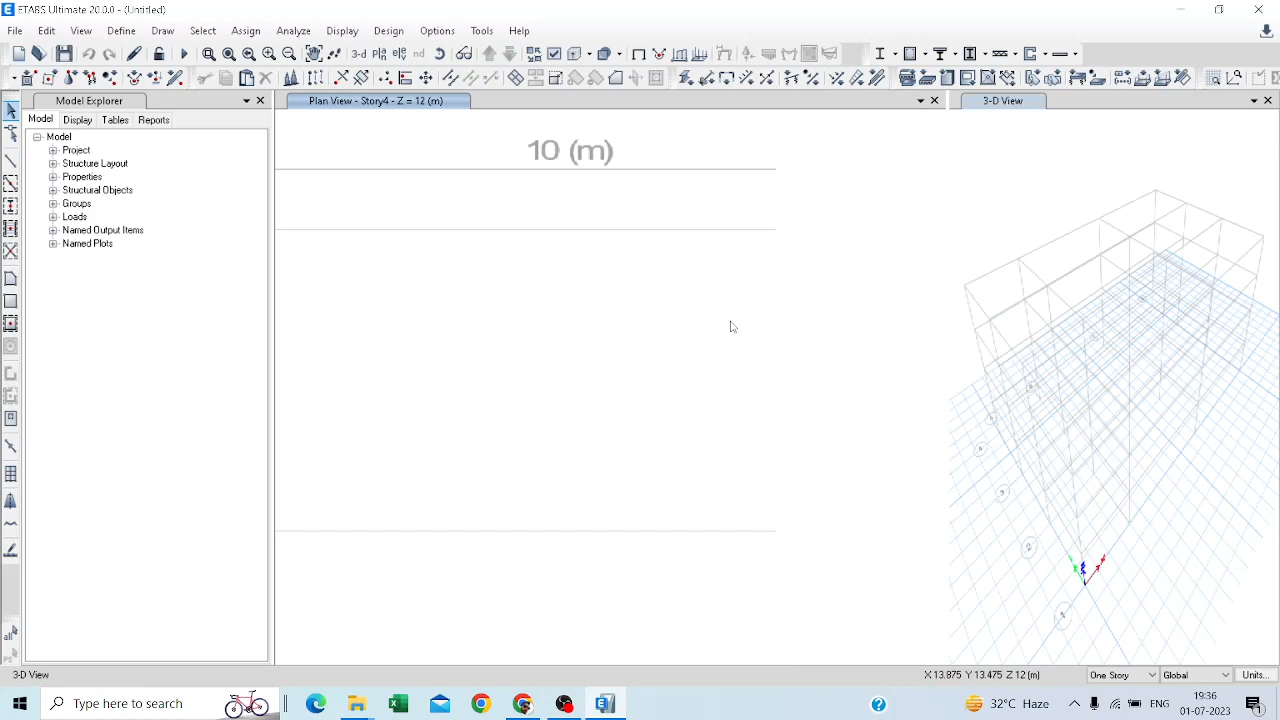 ETABS Ultimate 20.0.0 - (Untitled)
File Edit View Define Draw Select Assign Analyze Display Design Options Tools Help
3-d nd
Model Explorer
Plan View - Story4 - Z = 12 (m)
3-D View
Model Display Tables Reports
Model
Project
Structure Layout
Properties
Structural Objects
Groups
Loads
Named Output Items
Named Plots
10 (m)
all
3-D View
X 13.875 Y 13.475 Z 12 (m)
One Story
Global
Units...
Type here to search
32°C Haze
ENG
19:36
01-07-2023